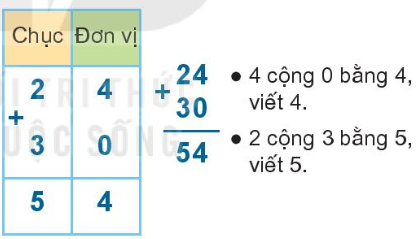 Chục Đơn vị
2 4
+
3 0
5 4
24
+
30
54
• 4 cộng 0 bằng 4,
viết 4.
• 2 cộng 3 bằng 5,
viết 5.